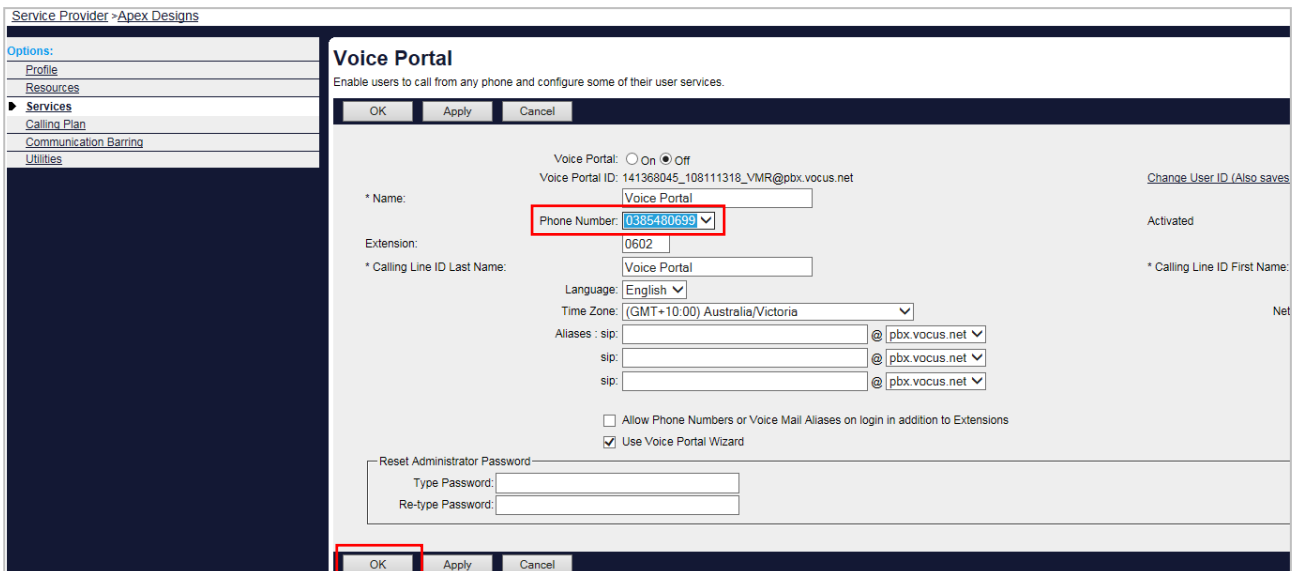 Service Provider >Apex Designs
Options:
Profile
Resources
Services
Calling Plan
Communication Barring
Utilities
Voice Portal
Enable users to call from any phone and configure some of their user services.
OK Apply Cancel
Voice Portal: On Off
Voice Portal ID: 141368045_108111318_VMR@pbx.vocus.net Change User ID (Also saves
* Name: Voice Portal
Phone Number: 0385480699 Activated
Extension: 0602
* Calling Line ID Last Name: Voice Portal * Calling Line ID First Name:
Language: English
Time Zone: (GMT+10:00) Australia/Victoria Net
Aliases : sip: @ pbx.vocus.net
sip: @ pbx.vocus.net
sip: @ pbx.vocus.net
Allow Phone Numbers or Voice Mail Aliases on login in addition to Extensions
Use Voice Portal Wizard
Reset Administrator Password
Type Password:
Re-type Password:
OK Apply Cancel